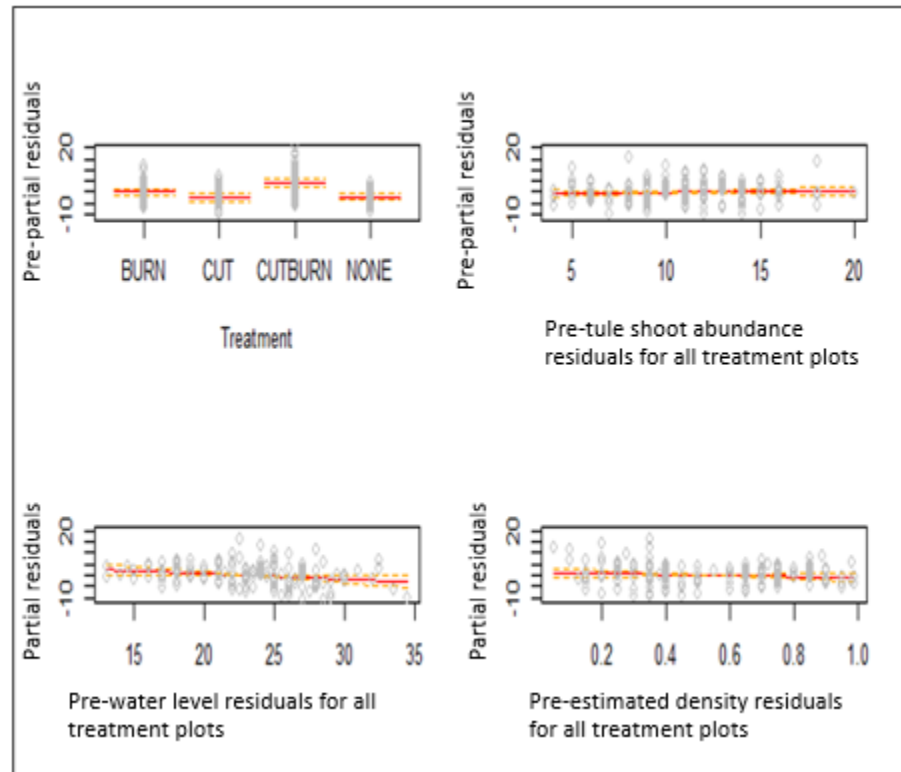 Pre-partial residuals
20
-10
BURN CUT CUTBURN NONE
Treatment
Pre-partial residuals
20
-10
5 10 15 20
Pre-tule shoot abundance
residuals for all treatment plots
Partial residuals
20
-10
15 20 25 30 35
Pre-water level residuals for all
treatment plots
Partial residuals
20
-10
0.2 0.4 0.6 0.8 1.0
Pre-estimated density residuals
for all treatment plots